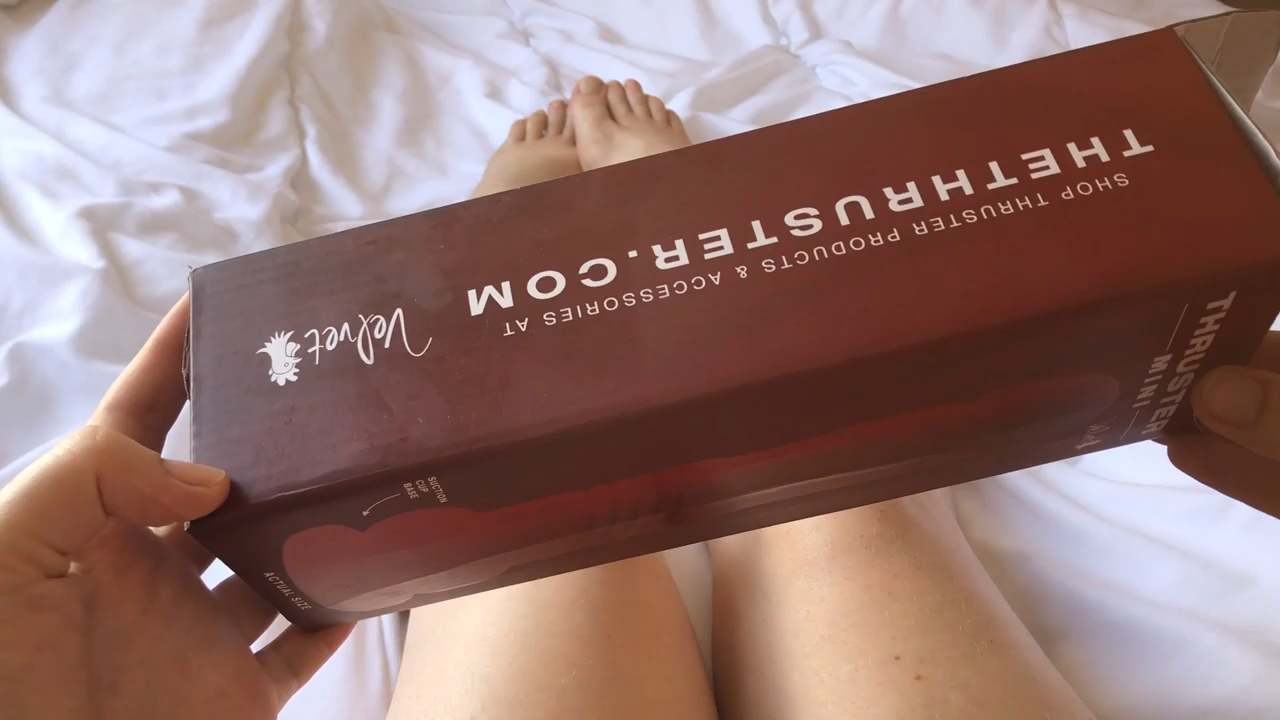 SHOP THRUSTER PRODUCTS & ACCESSORIES AT
THETHRUSTER.COM
Velvet
THRUSTER
MINI
SUCTION
CUP
BASE
ACTUAL SIZE